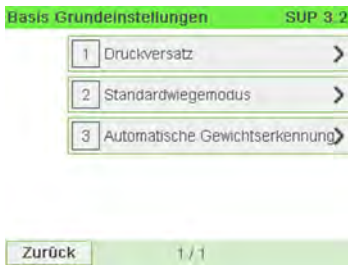 Basis Grundeinstellungen SUP 3.2
1 Druckversatz
2 Standardwiegemodus
3 Automatische Gewichtserkennung
Zurück 1 / 1